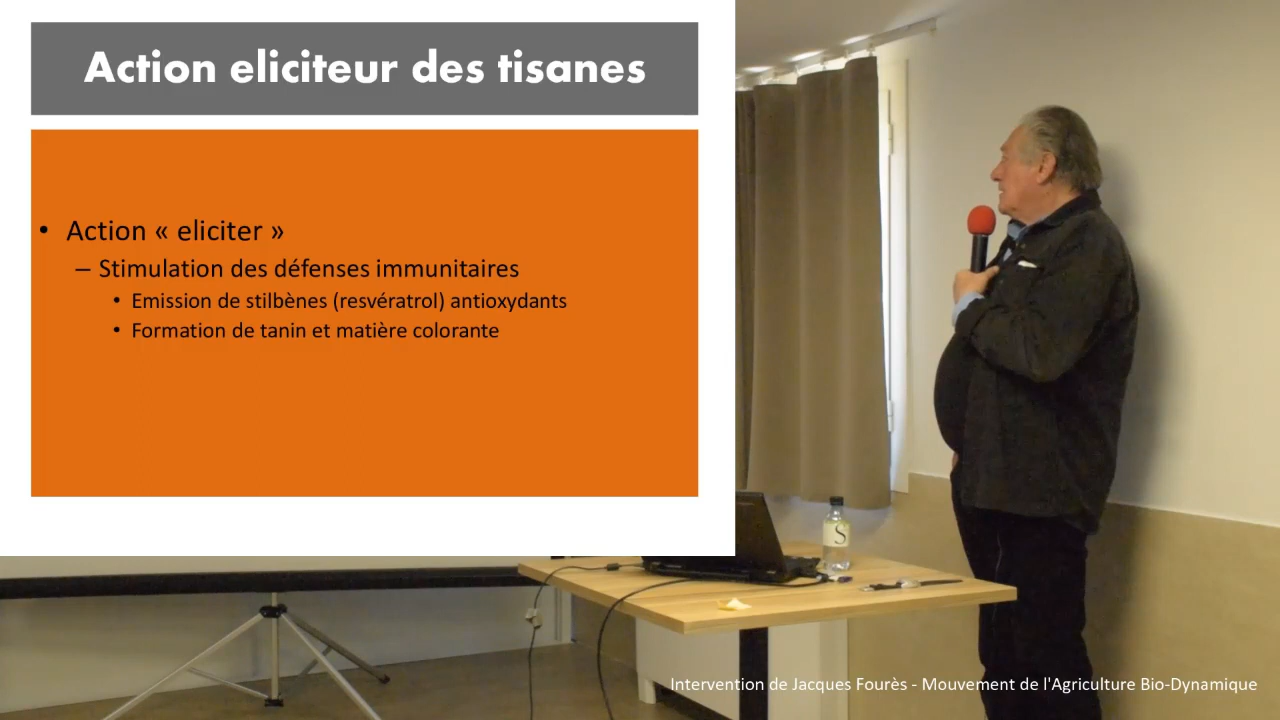 Action eliciteur des tisanes
• Action « eliciter »
– Stimulation des défenses immunitaires
• Emission de stilbènes (resvératrol) antioxydants
• Formation de tanin et matière colorante
S
Intervention de Jacques Fourès - Mouvement de l'Agriculture Bio-Dynamique